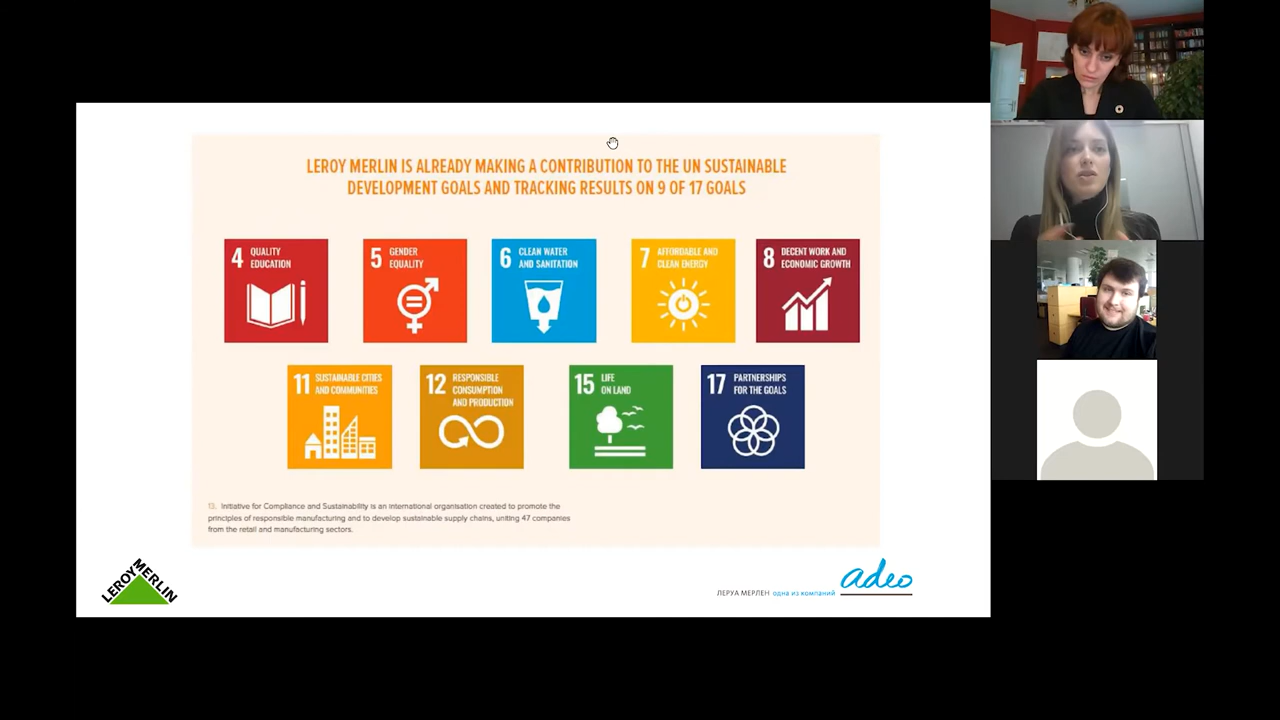 LEROY MERLIN IS ALREADY MAKING A CONTRIBUTION TO THE UN SUSTAINABLE
DEVELOPMENT GOALS AND TRACKING RESULTS ON 9 OF 17 GOALS
4 QUALITY
EDUCATION
5 GENDER
EQUALITY
6 CLEAN WATER
AND SANITATION
7 AFFORDABLE AND
CLEAN ENERGY
8 DECENT WORK AND
ECONOMIC GROWTH
11 SUSTAINABLE CITIES
AND COMMUNITIES
12 RESPONSIBLE
CONSUMPTION
AND PRODUCTION
15 LIFE
ON LAND
17 PARTNERSHIPS
FOR THE GOALS
13. Initiative for Compliance and Sustainability is an international organisation created to promote the
principles of responsible manufacturing and to develop sustainable supply chains, uniting 47 companies
from the retail and manufacturing sectors.
LEROY MERLIN
ЛЕРУА МЕРЛЕН одна из компаний adeo